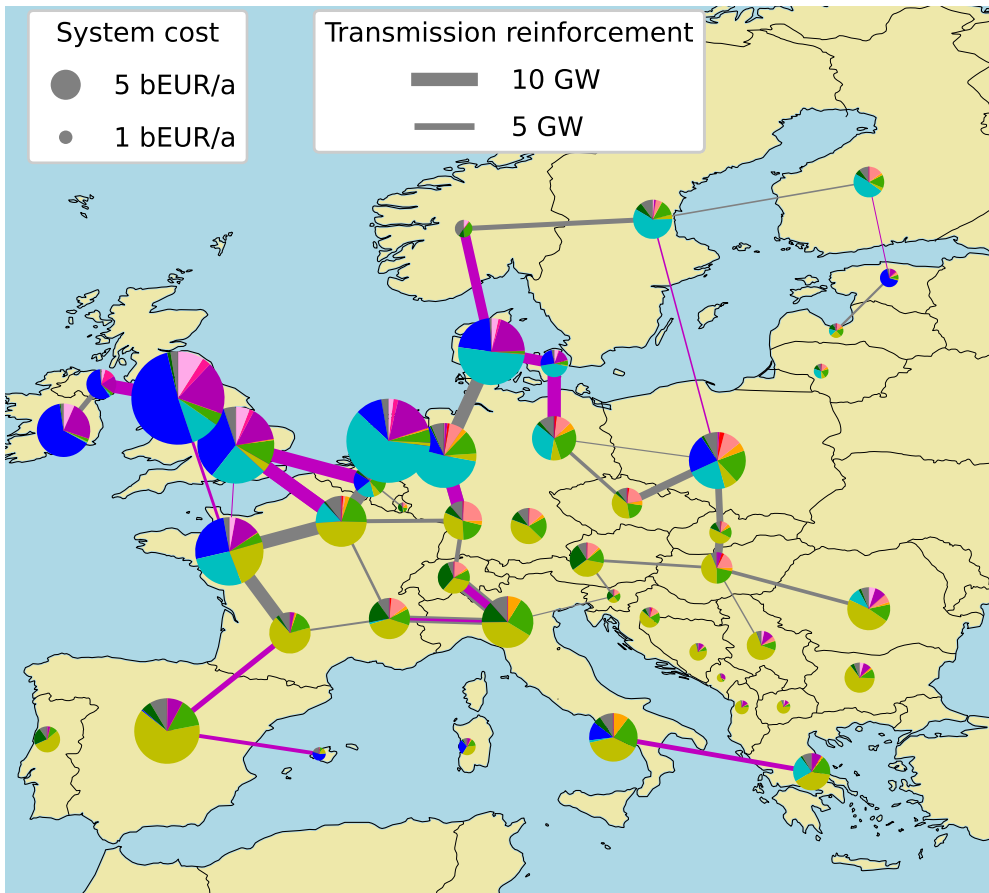 System cost
5 bEUR/a
1 bEUR/a
Transmission reinforcement
10 GW
5 GW